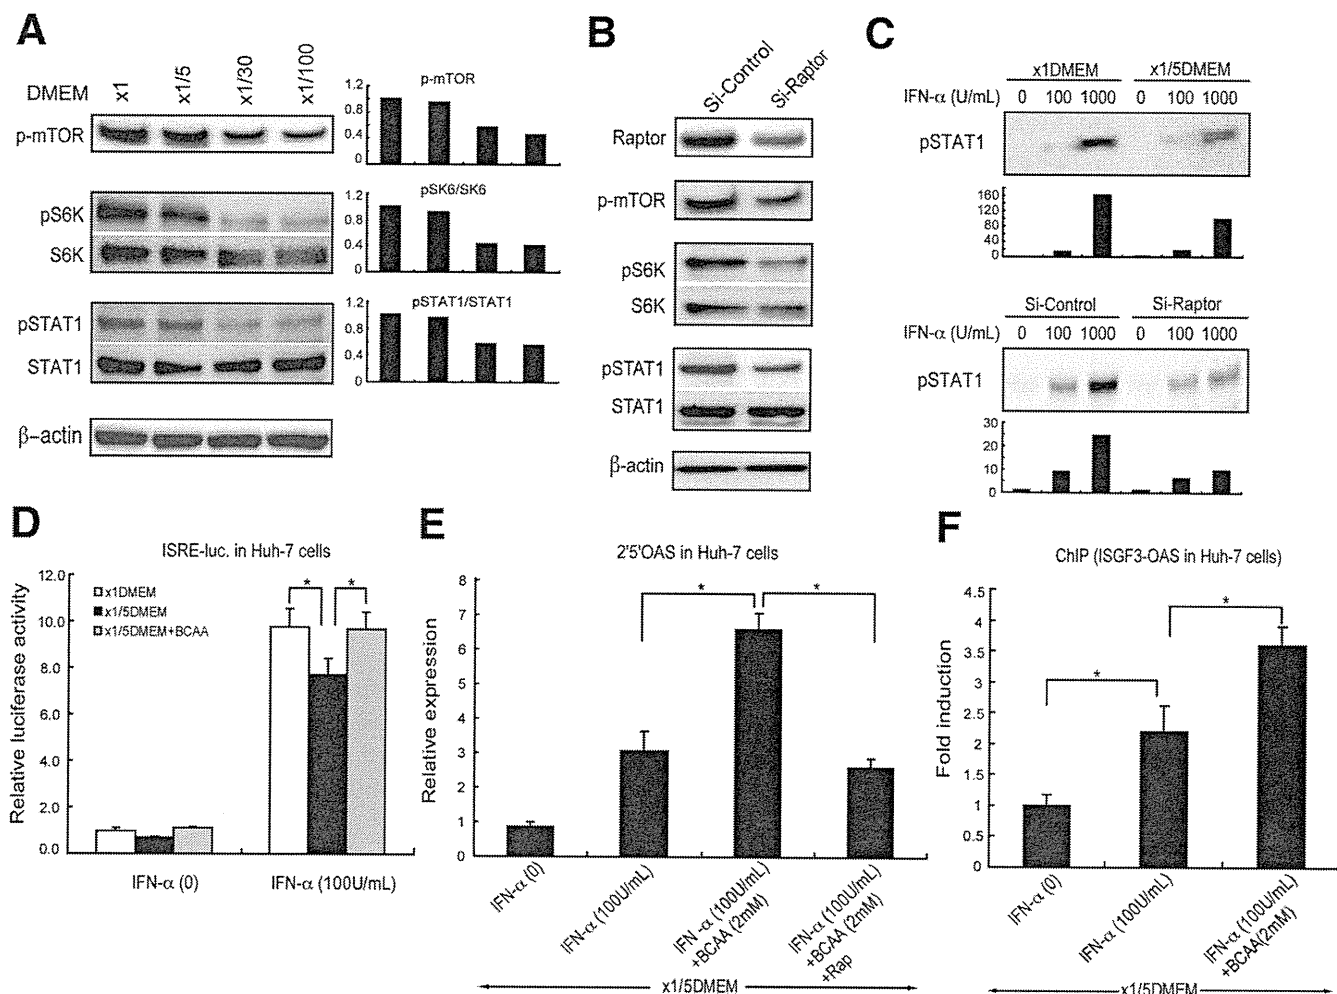 A
DMEM
x1
x1/5
x1/30
x1/100
p-mTOR
pS6K
S6K
pSTAT1
STAT1
β–actin
p-mTOR
1.2
0.8
0.4
0
pSK6/SK6
1.2
0.8
0.4
0
pSTAT1/STAT1
1.2
0.8
0.4
0
B
Si-Control
Si-Raptor
Raptor
p-mTOR
pS6K
S6K
pSTAT1
STAT1
β-actin
C
x1DMEM x1/5DMEM
IFN-α (U/mL) 0 100 1000 0 100 1000
pSTAT1
160
120
80
40
0
Si-Control Si-Raptor
IFN-α (U/mL) 0 100 1000 0 100 1000
pSTAT1
30
20
10
0
D
ISRE-luc. in Huh-7 cells
Relative luciferase activity
12.0
10.0
8.0
6.0
4.0
2.0
0.0
x1DMEM
x1/5DMEM
x1/5DMEM+BCAA
* *
IFN-α (0) IFN-α (100U/mL)
E
2'5'OAS in Huh-7 cells
Relative expression
8
7
6
5
4
3
2
1
0
* *
IFN-α (0)
IFN-α (100U/mL)
IFN -α (100U/mL)
+BCAA (2mM)
IFN-α (100U/mL)
+BCAA (2mM)
+Rap
x1/5DMEM
F
ChIP (ISGF3-OAS in Huh-7 cells)
Fold induction
4.5
4
3.5
3
2.5
2
1.5
1
0.5
0
*
*
IFN-α (0)
IFN-α (100U/mL)
IFN-α (100U/mL)
+BCAA(2mM)
x1/5DMEM